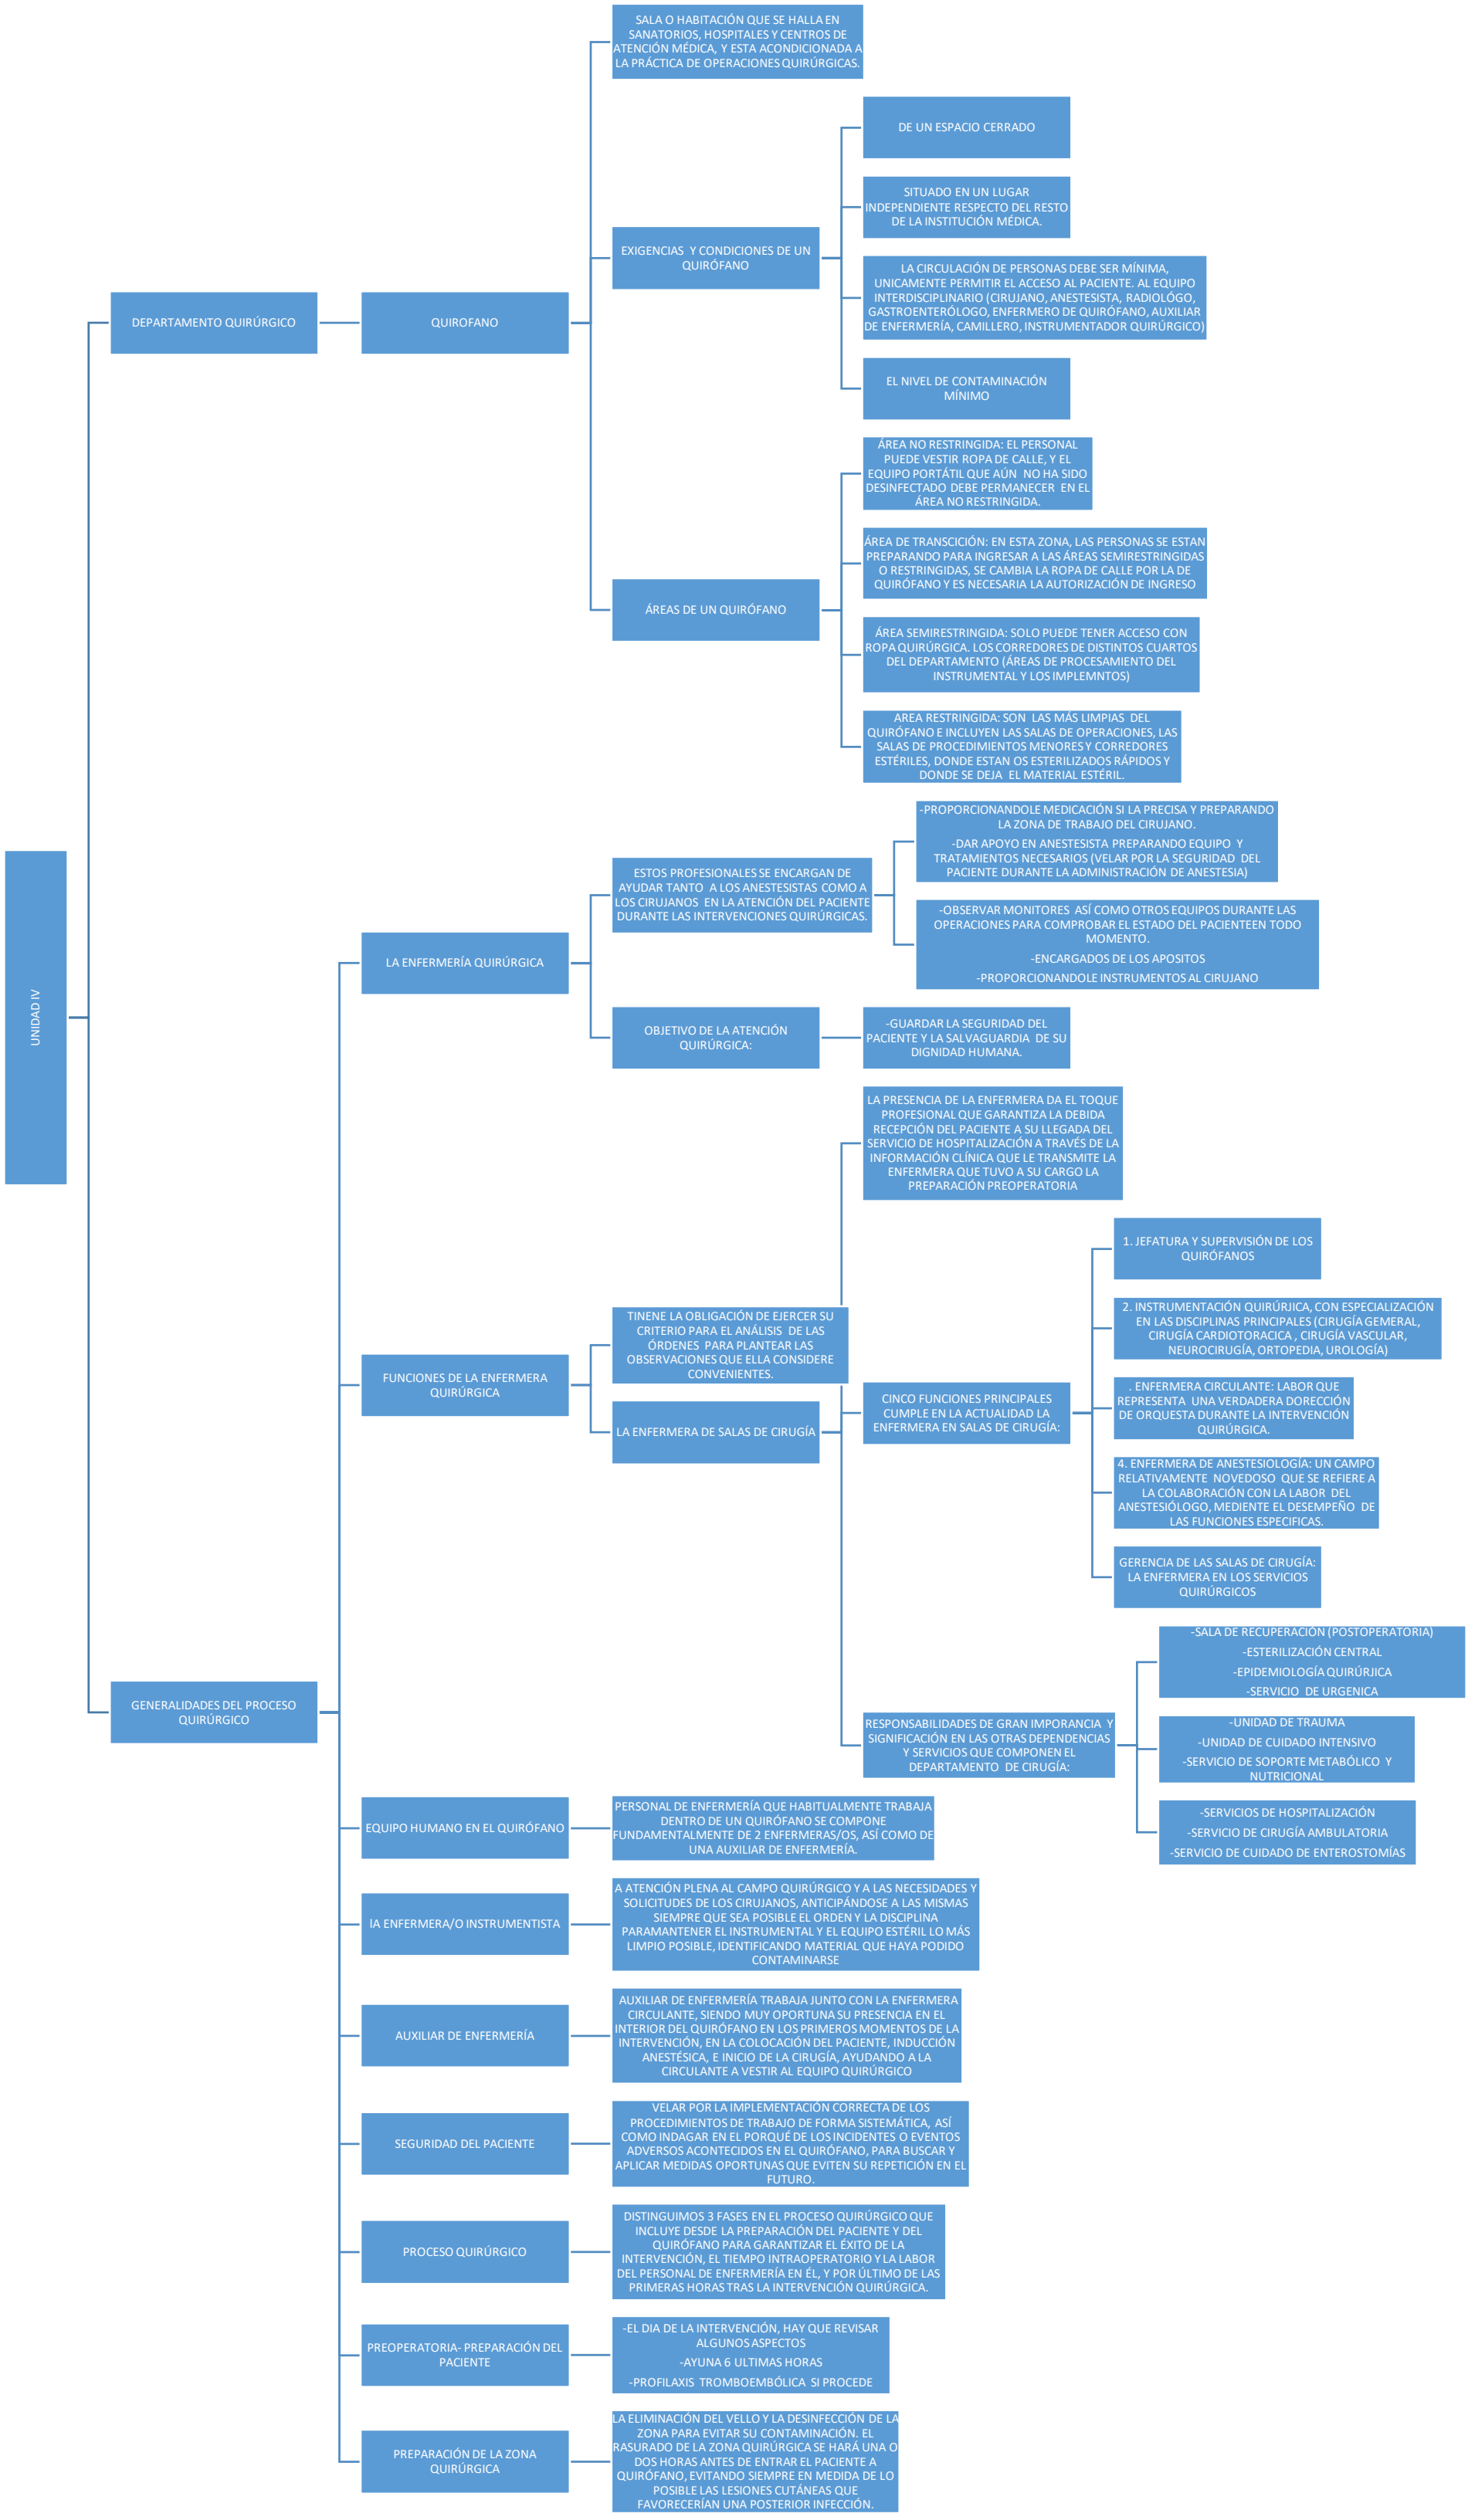 UNIDAD IV
DEPARTAMENTO QUIRÚRGICO
QUIROFANO
SALA O HABITACIÓN QUE SE HALLA EN
SANATORIOS, HOSPITALES Y CENTROS DE
ATENCIÓN MÉDICA, Y ESTA ACONDICIONADA A
LA PRÁCTICA DE OPERACIONES QUIRÚRGICAS.
EXIGENCIAS Y CONDICIONES DE UN
QUIRÓFANO
DE UN ESPACIO CERRADO
SITUADO EN UN LUGAR
INDEPENDIENTE RESPECTO DEL RESTO
DE LA INSTITUCIÓN MÉDICA.
LA CIRCULACIÓN DE PERSONAS DEBE SER MÍNIMA,
UNICAMENTE PERMITIR EL ACCESO AL PACIENTE. AL EQUIPO
INTERDISCIPLINARIO (CIRUJANO, ANESTESISTA, RADIOLÓGO,
GASTROENTERÓLOGO, ENFERMERO DE QUIRÓFANO, AUXILIAR
DE ENFERMERÍA, CAMILLERO, INSTRUMENTADOR QUIRÚRGICO)
EL NIVEL DE CONTAMINACIÓN
MÍNIMO
ÁREAS DE UN QUIRÓFANO
ÁREA NO RESTRINGIDA: EL PERSONAL
PUEDE VESTIR ROPA DE CALLE, Y EL
EQUIPO PORTÁTIL QUE AÚN NO HA SIDO
DESINFECTADO DEBE PERMANECER EN EL
ÁREA NO RESTRINGIDA.
ÁREA DE TRANSCICIÓN: EN ESTA ZONA, LAS PERSONAS SE ESTAN
PREPARANDO PARA INGRESAR A LAS ÁREAS SEMIRESTRINGIDAS
O RESTRINGIDAS, SE CAMBIA LA ROPA DE CALLE POR LA DE
QUIRÓFANO Y ES NECESARIA LA AUTORIZACIÓN DE INGRESO
ÁREA SEMIRESTRINGIDA: SOLO PUEDE TENER ACCESO CON
ROPA QUIRÚRGICA. LOS CORREDORES DE DISTINTOS CUARTOS
DEL DEPARTAMENTO (ÁREAS DE PROCESAMIENTO DEL
INSTRUMENTAL Y LOS IMPLEMNTOS)
AREA RESTRINGIDA: SON LAS MÁS LIMPIAS DEL
QUIRÓFANO E INCLUYEN LAS SALAS DE OPERACIONES, LAS
SALAS DE PROCEDIMIENTOS MENORES Y CORREDORES
ESTÉRILES, DONDE ESTAN OS ESTERILIZADOS RÁPIDOS Y
DONDE SE DEJA EL MATERIAL ESTÉRIL.
GENERALIDADES DEL PROCESO
QUIRÚRGICO
LA ENFERMERÍA QUIRÚRGICA
ESTOS PROFESIONALES SE ENCARGAN DE
AYUDAR TANTO A LOS ANESTESISTAS COMO A
LOS CIRUJANOS EN LA ATENCIÓN DEL PACIENTE
DURANTE LAS INTERVENCIONES QUIRÚRGICAS.
-PROPORCIONANDOLE MEDICACIÓN SI LA PRECISA Y PREPARANDO
LA ZONA DE TRABAJO DEL CIRUJANO.
-DAR APOYO EN ANESTESISTA PREPARANDO EQUIPO Y
TRATAMIENTOS NECESARIOS (VELAR POR LA SEGURIDAD DEL
PACIENTE DURANTE LA ADMINISTRACIÓN DE ANESTESIA)
-OBSERVAR MONITORES ASÍ COMO OTROS EQUIPOS DURANTE LAS
OPERACIONES PARA COMPROBAR EL ESTADO DEL PACIENTEEN TODO
MOMENTO.
-ENCARGADOS DE LOS APOSITOS
-PROPORCIONANDOLE INSTRUMENTOS AL CIRUJANO
OBJETIVO DE LA ATENCIÓN
QUIRÚRGICA:
-GUARDAR LA SEGURIDAD DEL
PACIENTE Y LA SALVAGUARDIA DE SU
DIGNIDAD HUMANA.
FUNCIONES DE LA ENFERMERA
QUIRÚRGICA
TINENE LA OBLIGACIÓN DE EJERCER SU
CRITERIO PARA EL ANÁLISIS DE LAS
ÓRDENES PARA PLANTEAR LAS
OBSERVACIONES QUE ELLA CONSIDERE
CONVENIENTES.
LA ENFERMERA DE SALAS DE CIRUGÍA
LA PRESENCIA DE LA ENFERMERA DA EL TOQUE
PROFESIONAL QUE GARANTIZA LA DEBIDA
RECEPCIÓN DEL PACIENTE A SU LLEGADA DEL
SERVICIO DE HOSPITALIZACIÓN A TRAVÉS DE LA
INFORMACIÓN CLÍNICA QUE LE TRANSMITE LA
ENFERMERA QUE TUVO A SU CARGO LA
PREPARACIÓN PREOPERATORIA
CINCO FUNCIONES PRINCIPALES
CUMPLE EN LA ACTUALIDAD LA
ENFERMERA EN SALAS DE CIRUGÍA:
1. JEFATURA Y SUPERVISIÓN DE LOS
QUIRÓFANOS
2. INSTRUMENTACIÓN QUIRÚRJICA, CON ESPECIALIZACIÓN
EN LAS DISCIPLINAS PRINCIPALES (CIRUGÍA GEMERAL,
CIRUGÍA CARDIOTORACICA , CIRUGÍA VASCULAR,
NEUROCIRUGÍA, ORTOPEDIA, UROLOGÍA)
. ENFERMERA CIRCULANTE: LABOR QUE
REPRESENTA UNA VERDADERA DORECCIÓN
DE ORQUESTA DURANTE LA INTERVENCIÓN
QUIRÚRGICA.
4. ENFERMERA DE ANESTESIOLOGÍA: UN CAMPO
RELATIVAMENTE NOVEDOSO QUE SE REFIERE A
LA COLABORACIÓN CON LA LABOR DEL
ANESTESIÓLOGO, MEDIENTE EL DESEMPEÑO DE
LAS FUNCIONES ESPECIFICAS.
GERENCIA DE LAS SALAS DE CIRUGÍA:
LA ENFERMERA EN LOS SERVICIOS
QUIRÚRGICOS
RESPONSABILIDADES DE GRAN IMPORANCIA Y
SIGNIFICACIÓN EN LAS OTRAS DEPENDENCIAS
Y SERVICIOS QUE COMPONEN EL
DEPARTAMENTO DE CIRUGÍA:
-SALA DE RECUPERACIÓN (POSTOPERATORIA)
-ESTERILIZACIÓN CENTRAL
-EPIDEMIOLOGÍA QUIRÚRJICA
-SERVICIO DE URGENICA
-UNIDAD DE TRAUMA
-UNIDAD DE CUIDADO INTENSIVO
-SERVICIO DE SOPORTE METABÓLICO Y
NUTRICIONAL
-SERVICIOS DE HOSPITALIZACIÓN
-SERVICIO DE CIRUGÍA AMBULATORIA
-SERVICIO DE CUIDADO DE ENTEROSTOMÍAS
EQUIPO HUMANO EN EL QUIRÓFANO
PERSONAL DE ENFERMERÍA QUE HABITUALMENTE TRABAJA
DENTRO DE UN QUIRÓFANO SE COMPONE
FUNDAMENTALMENTE DE 2 ENFERMERAS/OS, ASÍ COMO DE
UNA AUXILIAR DE ENFERMERÍA.
lA ENFERMERA/O INSTRUMENTISTA
A ATENCIÓN PLENA AL CAMPO QUIRÚRGICO Y A LAS NECESIDADES Y
SOLICITUDES DE LOS CIRUJANOS, ANTICIPÁNDOSE A LAS MISMAS
SIEMPRE QUE SEA POSIBLE EL ORDEN Y LA DISCIPLINA
PARAMANTENER EL INSTRUMENTAL Y EL EQUIPO ESTÉRIL LO MÁS
LIMPIO POSIBLE, IDENTIFICANDO MATERIAL QUE HAYA PODIDO
CONTAMINARSE
AUXILIAR DE ENFERMERÍA
AUXILIAR DE ENFERMERÍA TRABAJA JUNTO CON LA ENFERMERA
CIRCULANTE, SIENDO MUY OPORTUNA SU PRESENCIA EN EL
INTERIOR DEL QUIRÓFANO EN LOS PRIMEROS MOMENTOS DE LA
INTERVENCIÓN, EN LA COLOCACIÓN DEL PACIENTE, INDUCCIÓN
ANESTÉSICA, E INICIO DE LA CIRUGÍA, AYUDANDO A LA
CIRCULANTE A VESTIR AL EQUIPO QUIRÚRGICO
SEGURIDAD DEL PACIENTE
VELAR POR LA IMPLEMENTACIÓN CORRECTA DE LOS
PROCEDIMIENTOS DE TRABAJO DE FORMA SISTEMÁTICA, ASÍ
COMO INDAGAR EN EL PORQUÉ DE LOS INCIDENTES O EVENTOS
ADVERSOS ACONTECIDOS EN EL QUIRÓFANO, PARA BUSCAR Y
APLICAR MEDIDAS OPORTUNAS QUE EVITEN SU REPETICIÓN EN EL
FUTURO.
PROCESO QUIRÚRGICO
DISTINGUIMOS 3 FASES EN EL PROCESO QUIRÚRGICO QUE
INCLUYE DESDE LA PREPARACIÓN DEL PACIENTE Y DEL
QUIRÓFANO PARA GARANTIZAR EL ÉXITO DE LA
INTERVENCIÓN, EL TIEMPO INTRAOPERATORIO Y LA LABOR
DEL PERSONAL DE ENFERMERÍA EN ÉL, Y POR ÚLTIMO DE LAS
PRIMERAS HORAS TRAS LA INTERVENCIÓN QUIRÚRGICA.
PREOPERATORIA- PREPARACIÓN DEL
PACIENTE
-EL DIA DE LA INTERVENCIÓN, HAY QUE REVISAR
ALGUNOS ASPECTOS
-AYUNA 6 ULTIMAS HORAS
-PROFILAXIS TROMBOEMBÓLICA SI PROCEDE
PREPARACIÓN DE LA ZONA
QUIRÚRGICA
LA ELIMINACIÓN DEL VELLO Y LA DESINFECCIÓN DE LA
ZONA PARA EVITAR SU CONTAMINACIÓN. EL
RASURADO DE LA ZONA QUIRÚRGICA SE HARÁ UNA O
DOS HORAS ANTES DE ENTRAR EL PACIENTE A
QUIRÓFANO, EVITANDO SIEMPRE EN MEDIDA DE LO
POSIBLE LAS LESIONES CUTÁNEAS QUE
FAVORECERÍAN UNA POSTERIOR INFECCIÓN.